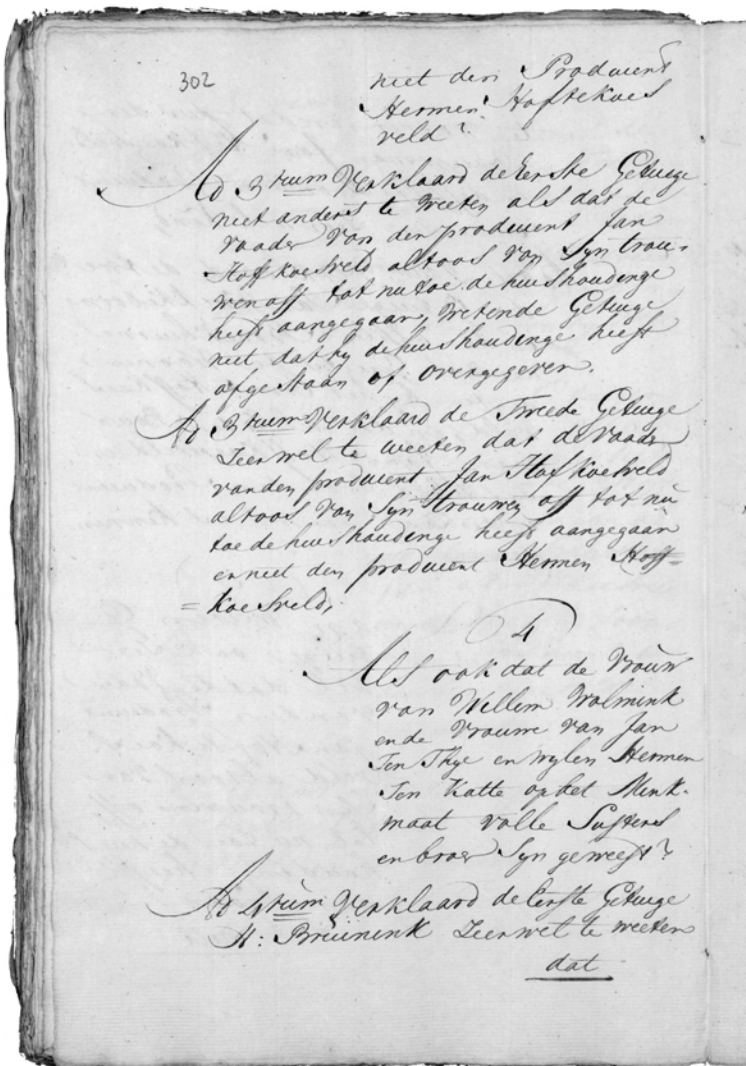 302
niet den Producent
Hermen Hoftekoes
veld?
Ad 3tium Verklaard de Eerste Getuige
niet anders te weeten als dat de
vaader van den producent Jan
Hoffkoesveld altoos van Syn trou-
wen aff tot nu toe de huishoudinge
heeft aangegaan, wetende Getuige
niet dat hy de huishoudinge heeft
afgestaan of overgegeven.
Ad 3tium Verklaard de Tweede Getuige
Zeer wel te weeten dat de Vaader
van den producent Jan Hofkoesveld
altoos van Syn trouwen aff tot nu
toe de huishoudinge heeft aangegaan
en niet den producent Hermen Hoff=
=Koesveld.
4
Als ook dat de Vrouw
van Willem Wolmink
ende Vrouwe van Jan
Ten Thye en wylen Hermen
Ten Katte op het Menk-
maat volle Susters
en broer Syn geweest?
Ad 4tum Verklaard de Eerste Getuige
H: Bruinink Zeer wel te weeten
dat